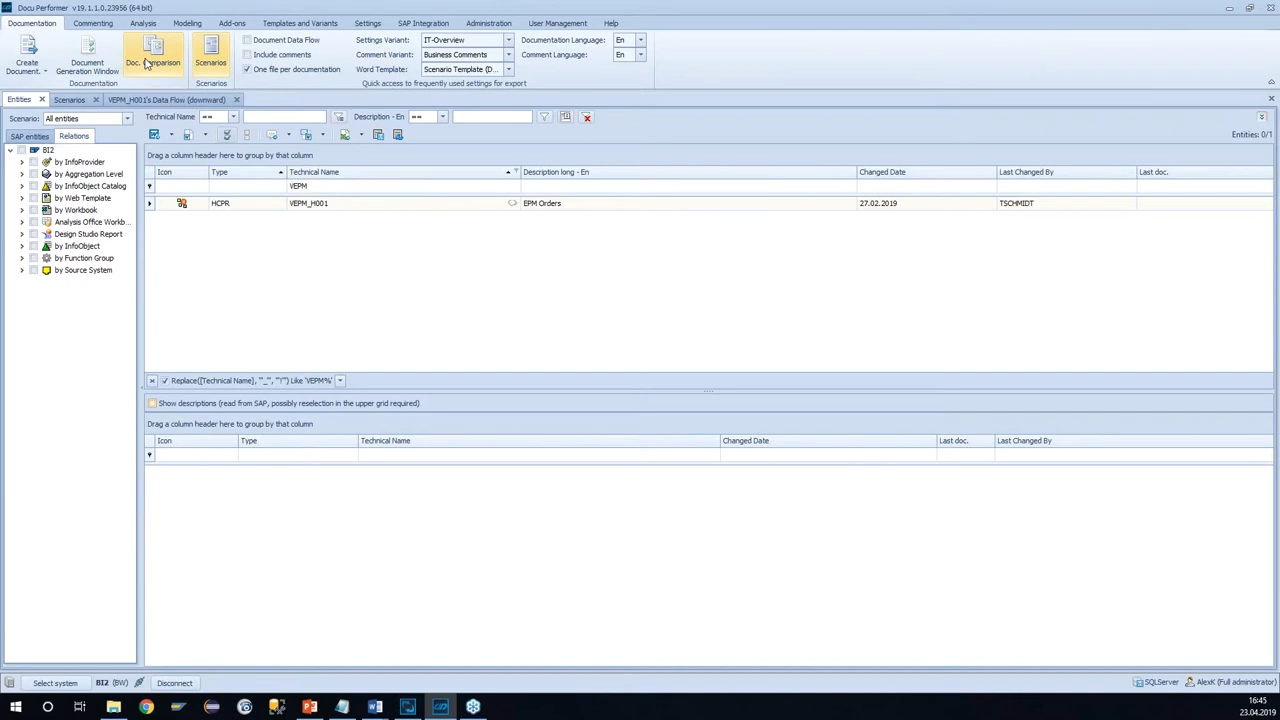 Docu Performer v19.1.1.0.23956 (64 bit)
Documentation Commenting Analysis Modeling Add-ons Templates and Variants Settings SAP Integration Administration User Management Help
Create Document.
Document Generation Window
Doc. Comparison
Scenarios
Document Data Flow
Include comments
One file per documentation
Settings Variant: IT-Overview
Comment Variant: Business Comments
Word Template: Scenario Template (D...
Documentation Language: En
Comment Language: En
Documentation Scenarios Quick access to frequently used settings for export
Entities Scenarios VEPM_H001's Data Flow (downward)
Scenario: All entities
Technical Name == Description - En ==
SAP entities Relations
Entities: 0/1
BI2
by InfoProvider
by Aggregation Level
by InfoObject Catalog
by Web Template
by Workbook
Analysis Office Workb...
Design Studio Report
by InfoObject
by Function Group
by Source System
Drag a column header here to group by that column
Icon Type Technical Name Description long - En Changed Date Last Changed By Last doc.
VEPM
HCPR VEPM_H001 EPM Orders 27.02.2019 TSCHMIDT
Replace([Technical Name], '"_"', '"!"') Like 'VEPM%'
Show descriptions (read from SAP, possibly reselection in the upper grid required)
Drag a column header here to group by that column
Icon Type Technical Name Changed Date Last doc. Last Changed By
Select system BI2 (BW) Disconnect
SQLServer AlexK (Full administrator)
16:45
23.04.2019